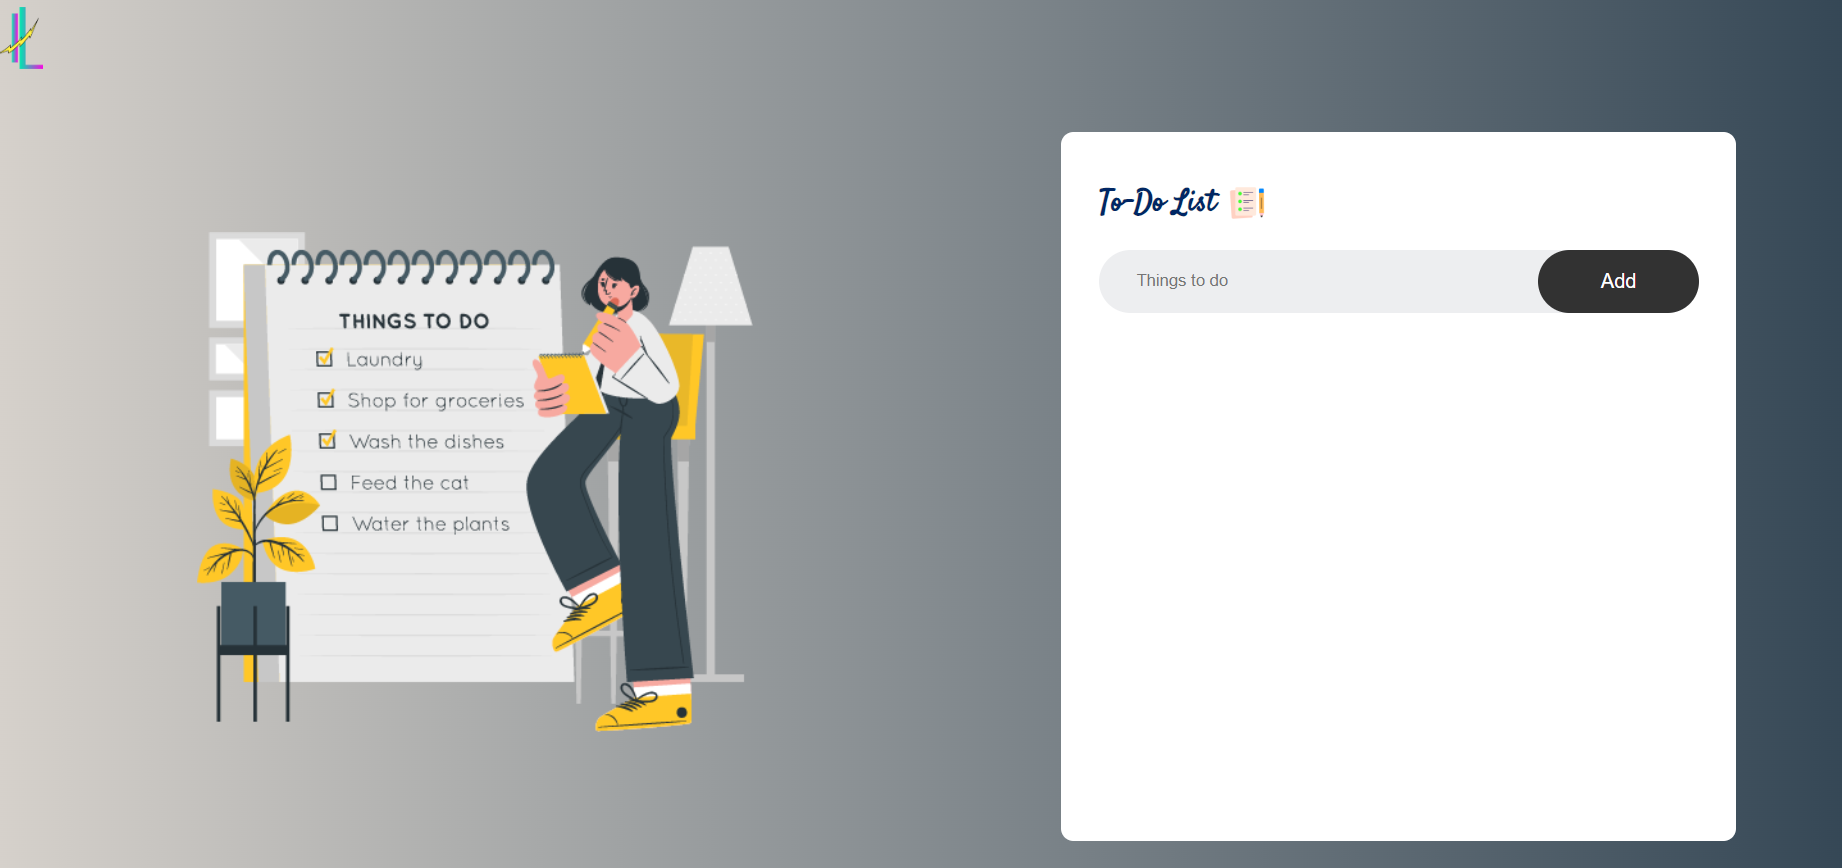 THINGS TO DO
Laundry
Shop for groceries
Wash the dishes
Feed the cat
Water the plants
To-Do List
Things to do
Add